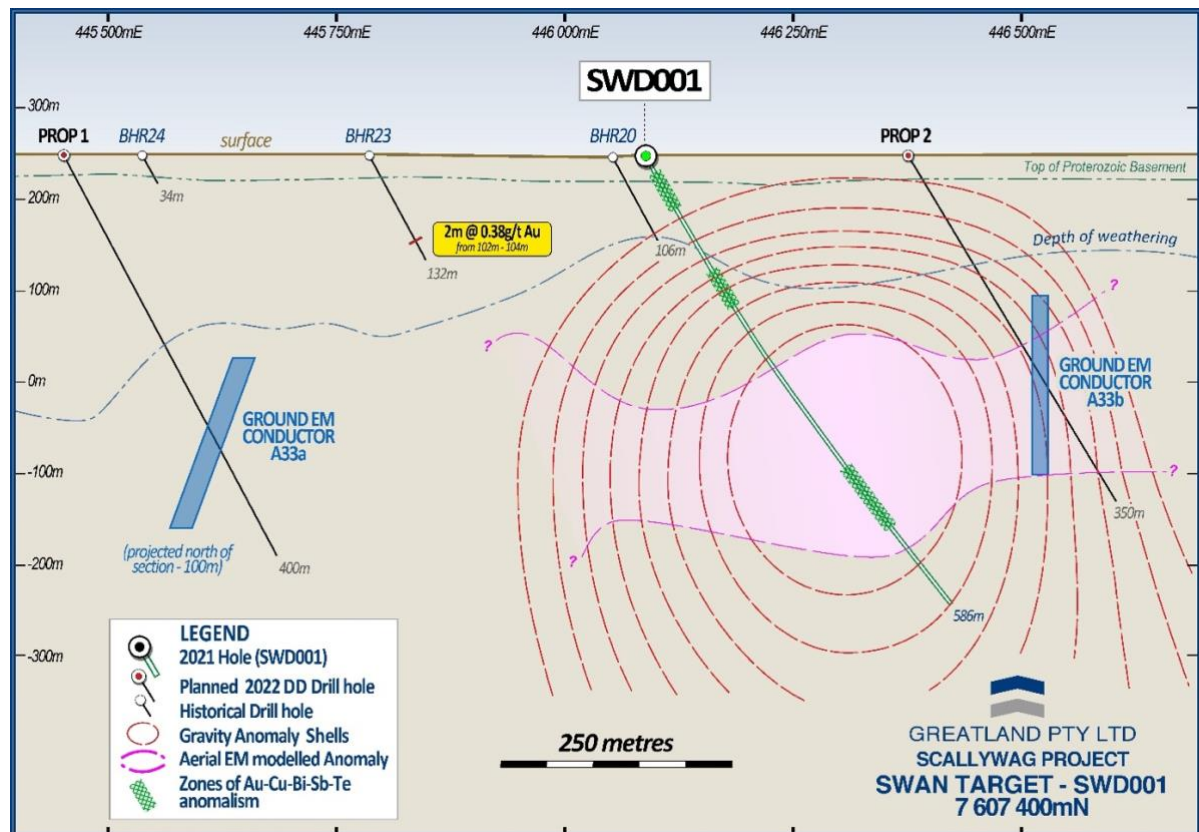 445 500mE 445 750mE 446 000mE 446 250mE 446 500mE
SWD001
300m
PROP 1 BHR24 surface BHR23 BHR20 PROP 2
Top of Proterozoic Basement
34m
200m
2m @ 0.38g/t Au
from 102m - 104m
Depth of weathering
106m
132m
100m
?
?
0m
GROUND EM
CONDUCTOR
A33a
GROUND EM
CONDUCTOR
A33b
-100m
?
350m
(projected north of
section - 100m)
-200m
400m
?
586m
-300m
LEGEND
2021 Hole (SWD001)
Planned 2022 DD Drill hole
Historical Drill hole
Gravity Anomaly Shells
Aerial EM modelled Anomaly
Zones of Au-Cu-Bi-Sb-Te
anomalism
250 metres
GREATLAND PTY LTD
SCALLYWAG PROJECT
SWAN TARGET - SWD001
7 607 400mN